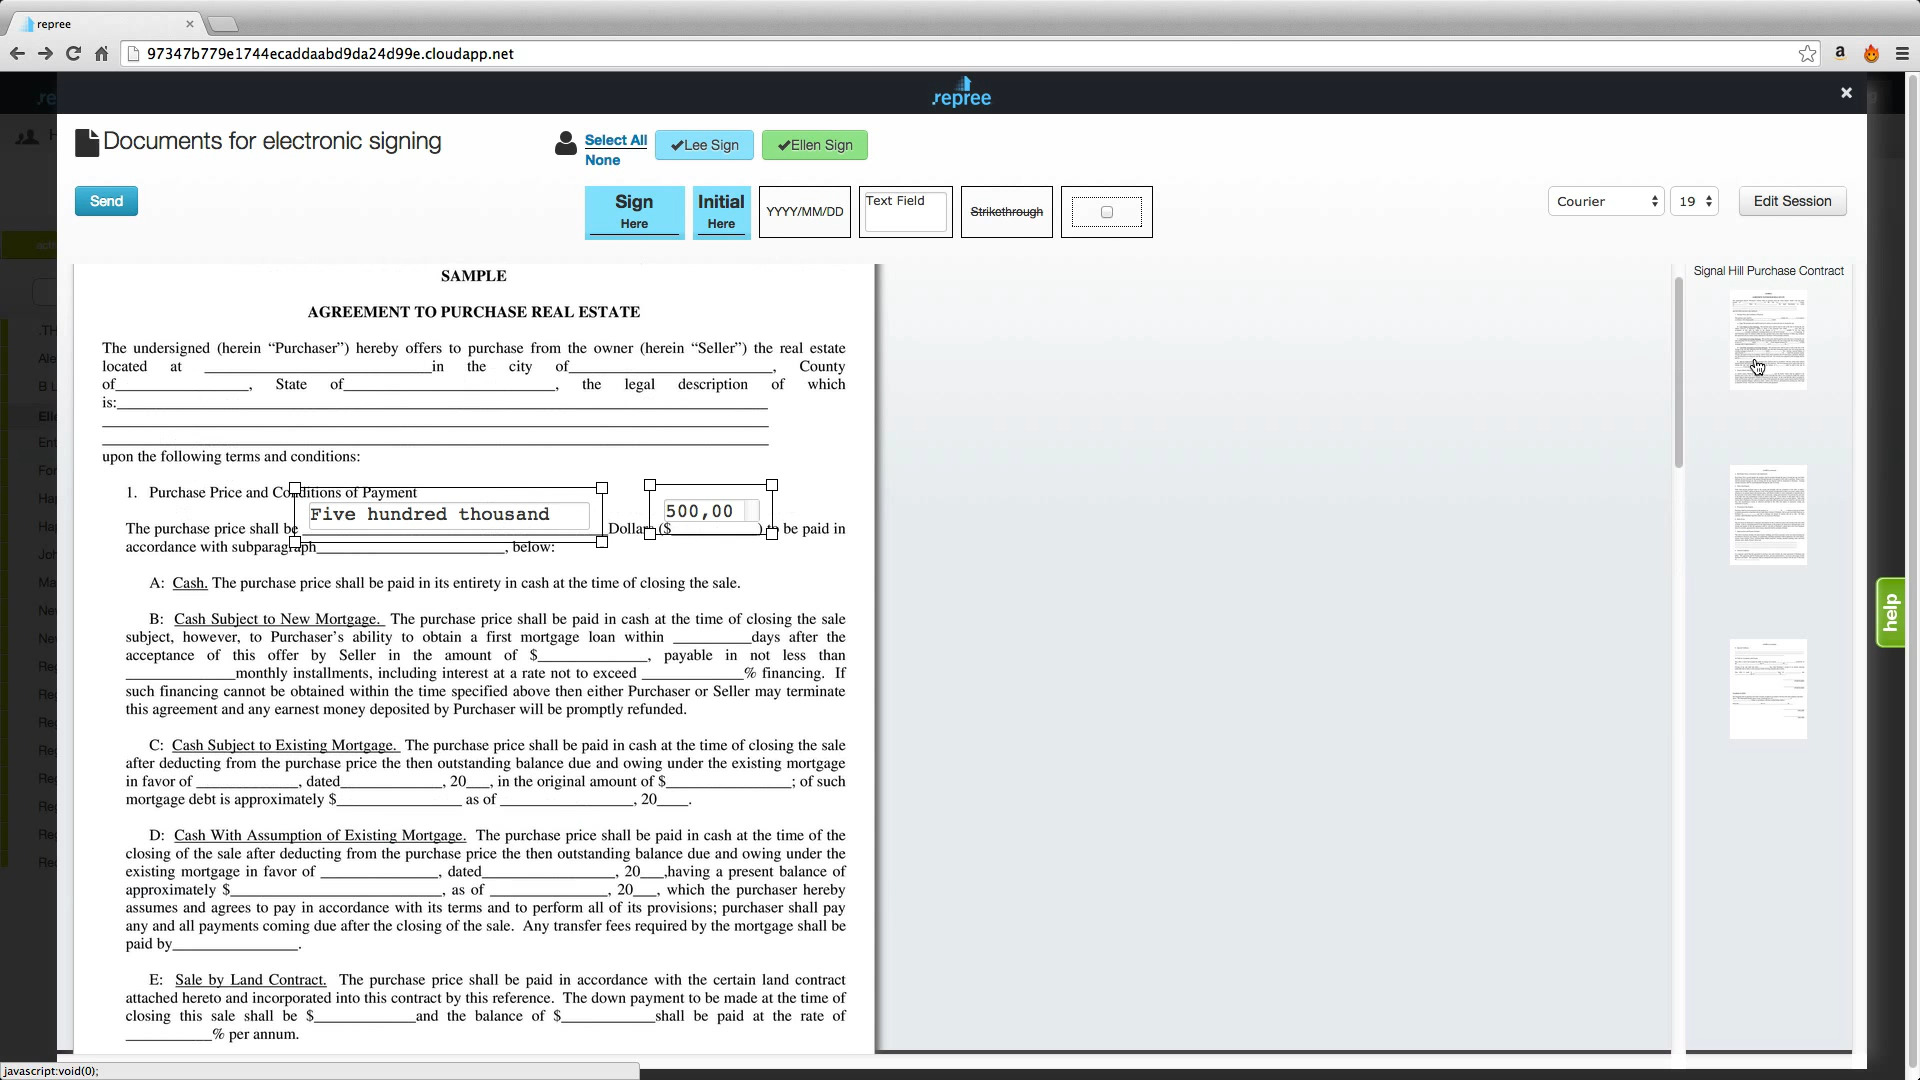 repree
97347b779e1744ecaddaabd9da24d99e.cloudapp.net
a
.repree
Documents for electronic signing
Select All
None
Lee Sign
Ellen Sign
Send
Sign
Here
Initial
Here
YYYY/MM/DD
Text Field
Strikethrough
Courier
19
Edit Session
SAMPLE
AGREEMENT TO PURCHASE REAL ESTATE
The undersigned (herein “Purchaser”) hereby offers to purchase from the owner (herein “Seller”) the real estate
located at ____________________________in the city of_________________________, County
of________________, State of__________________________, the legal description of which
is:________________________________________________________________________________
__________________________________________________________________________________
__________________________________________________________________________________
upon the following terms and conditions:
1. Purchase Price and Conditions of Payment
Five hundred thousand
500,00
The purchase price shall be ____________________________________ Dollars ($___________) to be paid in
accordance with subparagraph_______________________, below:
A: Cash. The purchase price shall be paid in its entirety in cash at the time of closing the sale.
B: Cash Subject to New Mortgage. The purchase price shall be paid in cash at the time of closing the sale
subject, however, to Purchaser’s ability to obtain a first mortgage loan within __________days after the
acceptance of this offer by Seller in the amount of $______________, payable in not less than
______________monthly installments, including interest at a rate not to exceed _____________% financing. If
such financing cannot be obtained within the time specified above then either Purchaser or Seller may terminate
this agreement and any earnest money deposited by Purchaser will be promptly refunded.
C: Cash Subject to Existing Mortgage. The purchase price shall be paid in cash at the time of closing the sale
after deducting from the purchase price the then outstanding balance due and owing under the existing mortgage
in favor of _____________, dated_____________, 20___, in the original amount of $________________; of such
mortgage debt is approximately $________________ as of _________________, 20____.
D: Cash With Assumption of Existing Mortgage. The purchase price shall be paid in cash at the time of the
closing of the sale after deducting from the purchase price the then outstanding balance due and owing under the
existing mortgage in favor of _______________, dated_________________, 20___,having a present balance of
approximately $___________________________, as of _______________, 20___, which the purchaser hereby
assumes and agrees to pay in accordance with its terms and to perform all of its provisions; purchaser shall pay
any and all payments coming due after the closing of the sale. Any transfer fees required by the mortgage shall be
paid by________________.
E: Sale by Land Contract. The purchase price shall be paid in accordance with the certain land contract
attached hereto and incorporated into this contract by this reference. The down payment to be made at the time of
closing this sale shall be $_____________and the balance of $____________shall be paid at the rate of
___________% per annum.
Signal Hill Purchase Contract
help
javascript:void(0);